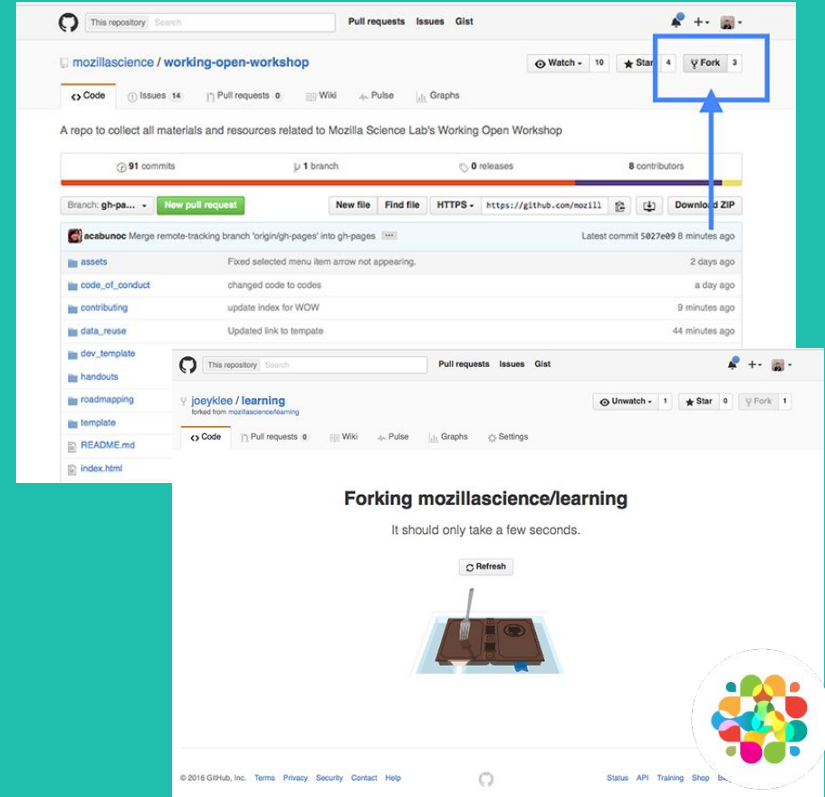 This repository Search Pull requests Issues Gist
mozillascience / working-open-workshop Watch 10 Star 4 Fork 3
Code Issues 14 Pull requests 0 Wiki Pulse Graphs
A repo to collect all materials and resources related to Mozilla Science Lab's Working Open Workshop
91 commits 1 branch 0 releases 8 contributors
Branch: gh-pa... New pull request New file Find file HTTPS https://github.com/mozill Download ZIP
acabunoc Merge remote-tracking branch 'origin/gh-pages' into gh-pages Latest commit 5027e09 8 minutes ago
assets Fixed selected menu item arrow not appearing. 2 days ago
code_of_conduct changed code to codes a day ago
contributing update index for WOW 9 minutes ago
data_reuse Updated link to tempate 44 minutes ago
dev_template
handouts
roadmapping
template
README.md
index.html
This repository Search Pull requests Issues Gist
joeyklee / learning Unwatch 1 Star 0 Fork 1
forked from mozillascience/learning
Code Pull requests 0 Wiki Pulse Graphs Settings
Forking mozillascience/learning
It should only take a few seconds.
Refresh
© 2016 GitHub, Inc. Terms Privacy Security Contact Help Status API Training Shop